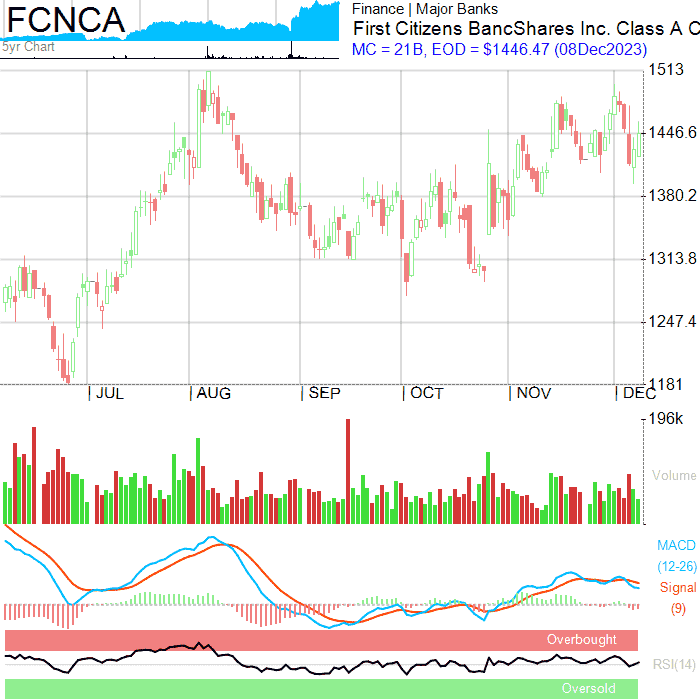 FCNCA
5yr Chart
Finance | Major Banks
First Citizens BancShares Inc. Class A C
MC = 21B, EOD = $1446.47 (08Dec2023)
1513
1446.6
1380.2
1313.8
1247.4
1181
| JUL | AUG | SEP | OCT | NOV | DEC
196k
Volume
MACD
(12-26)
Signal
(9)
Overbought
RSI(14)
Oversold